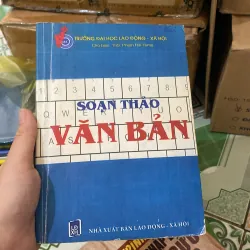 TRƯỜNG ĐẠI HỌC LAO ĐỘNG - XÃ HỘI
SOẠN THẢO
VĂN BẢN
NHÀ XUẤT BẢN LAO ĐỘNG - XÃ HỘI